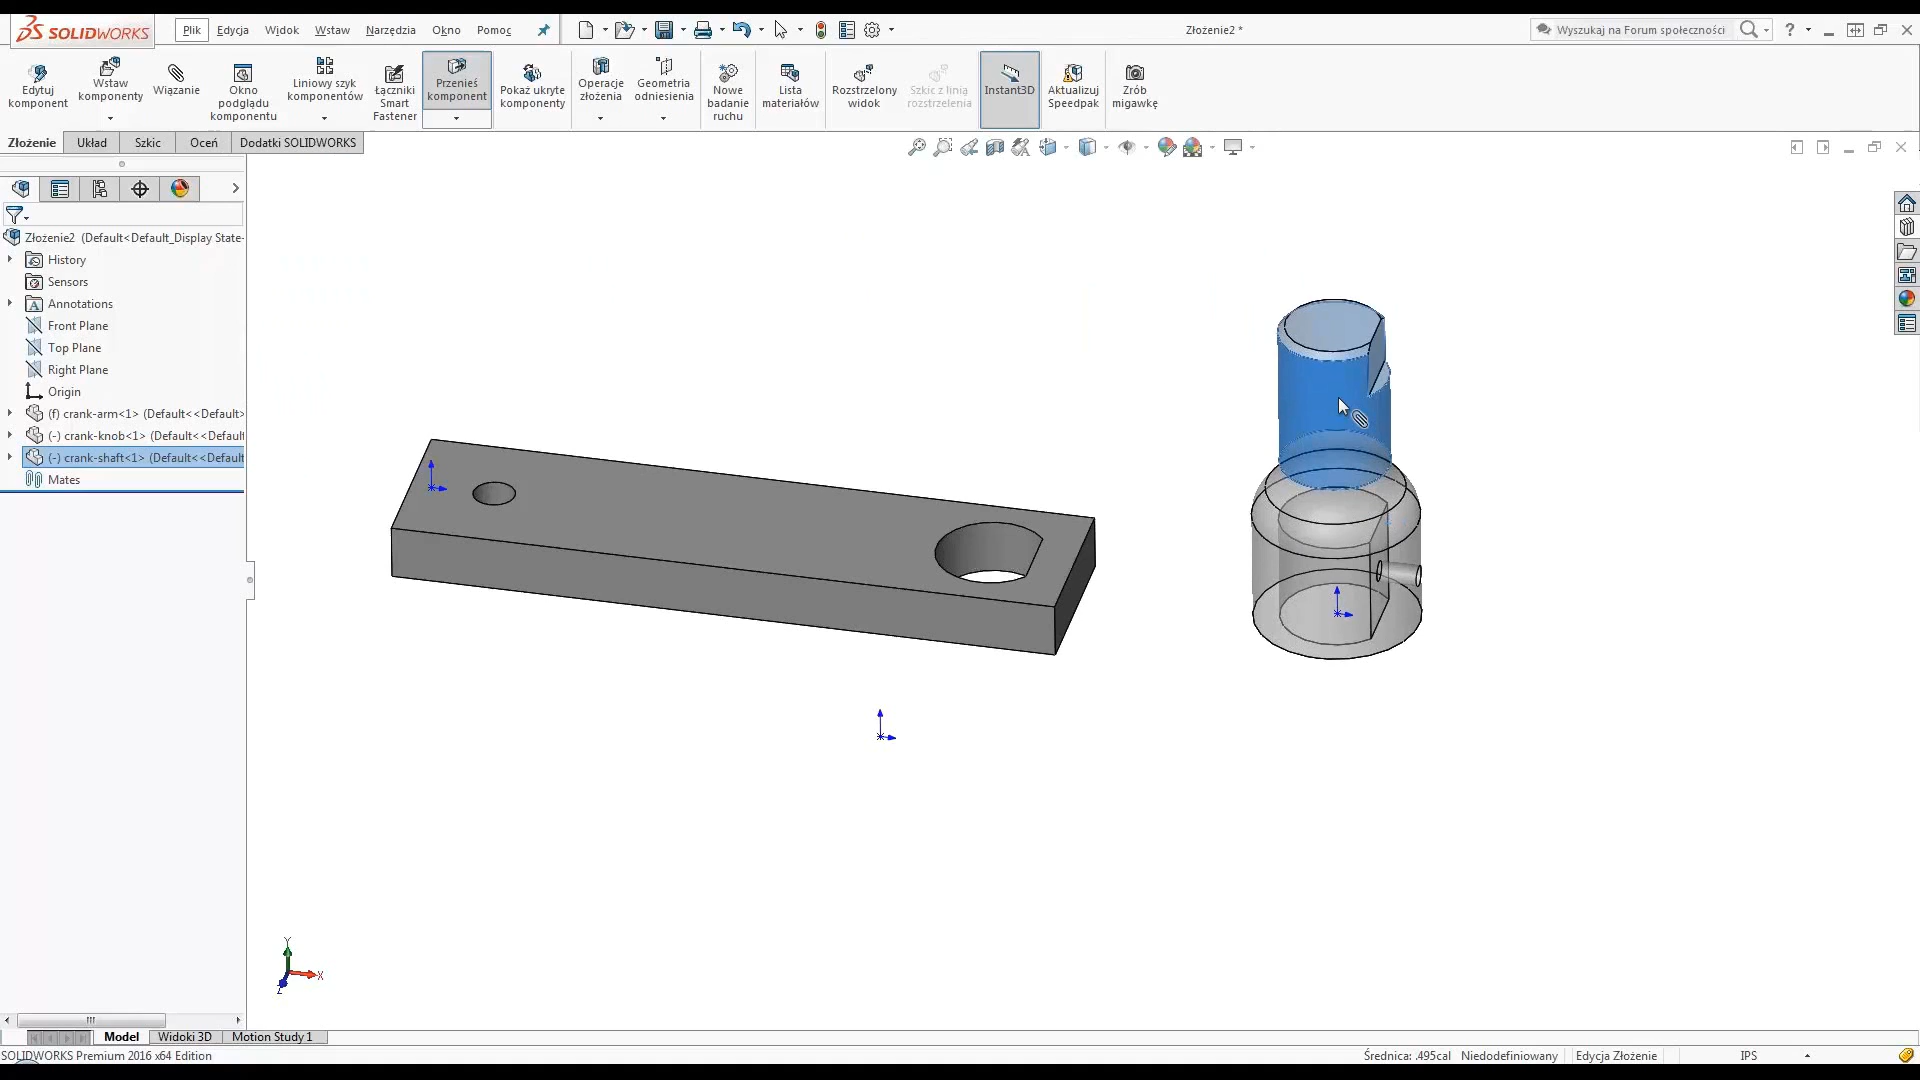 SOLIDWORKS
Plik Edycja Widok Wstaw Narzędzia Okno Pomoc
Złożenie2 *
Wyszukaj na Forum społeczności
?
Edytuj
komponent
Wstaw
komponenty
Wiązanie
Okno
podglądu
komponentu
Liniowy szyk
komponentów
Łączniki
Smart
Fastener
Przenieś
komponent
Pokaż ukryte
komponenty
Operacje
złożenia
Geometria
odniesienia
Nowe
badanie
ruchu
Lista
materiałów
Rozstrzelony
widok
Szkic z linią
rozstrzelenia
Instant3D
Aktualizuj
Speedpak
Zrób
migawkę
Złożenie Układ Szkic Oceń Dodatki SOLIDWORKS
Złożenie2 (Default<Default_Display State-
History
Sensors
A Annotations
Front Plane
Top Plane
Right Plane
Origin
(f) crank-arm<1> (Default<<Default>
(-) crank-knob<1> (Default<<Default
(-) crank-shaft<1> (Default<<Default
Mates
Y
X
Z
Model Widoki 3D Motion Study 1
SOLIDWORKS Premium 2016 x64 Edition
Średnica: .495cal Niedodefiniowany Edycja Złożenie IPS